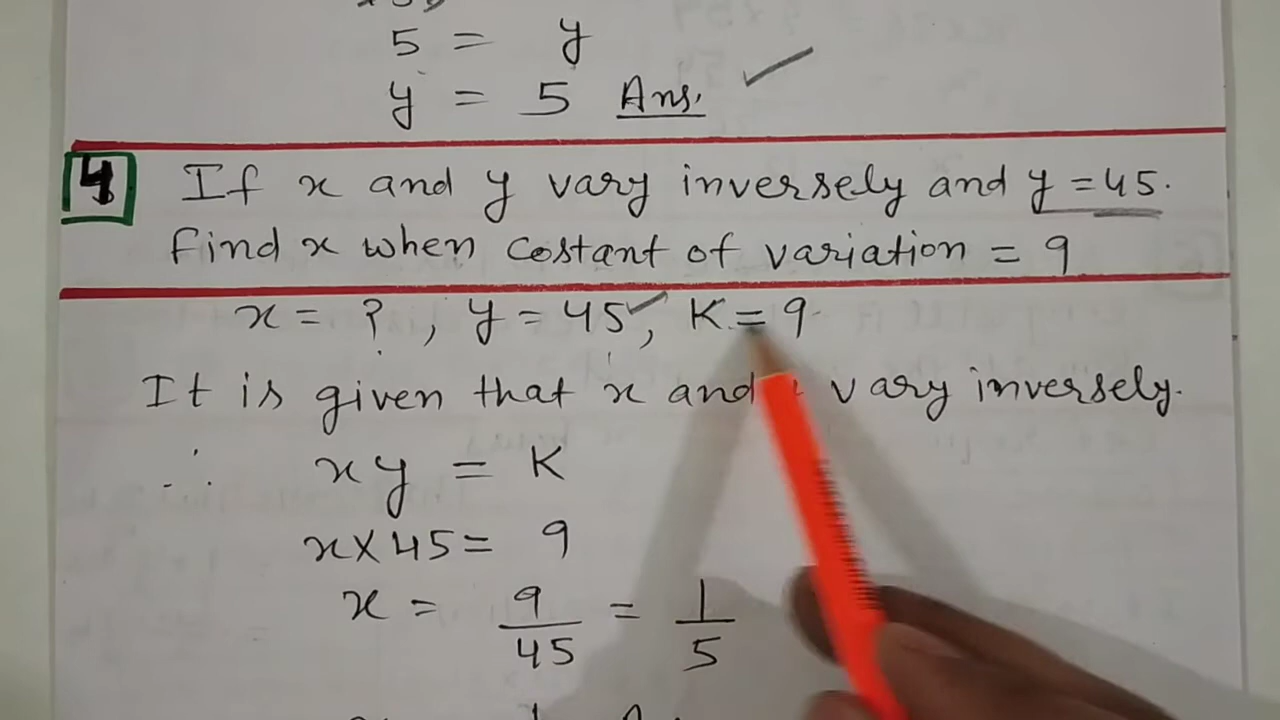 5 = y
y = 5 Ans.
4 If x and y vary inversely and y = 45.
Find x when costant of variation = 9
x = ?, y = 45, K = 9
It is given that x and vary inversely.
∴ xy = K
x × 45 = 9
x = 9/45 = 1/5